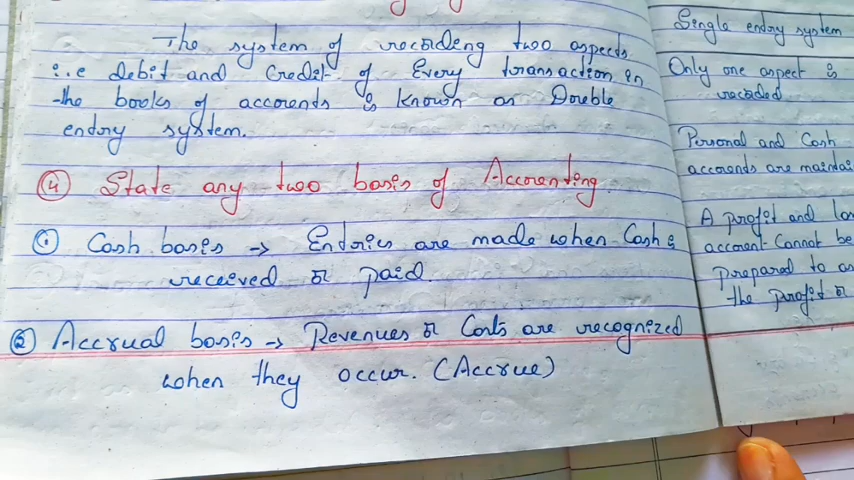 The system of recording two aspects
i.e debit and Credit of Every transaction in
the books of accounts is known as Double
entry system.
④ State any two basis of Accounting.
① Cash basis → Entries are made when Cash is
received or paid.
② Accrual basis → Revenues or Costs are recognized
when they occur. (Accrue)
Single entry system
Only one aspect is
recorded
Personal and Cash
accounts are
A profit and
account Cannot be
prepared to
the profit or